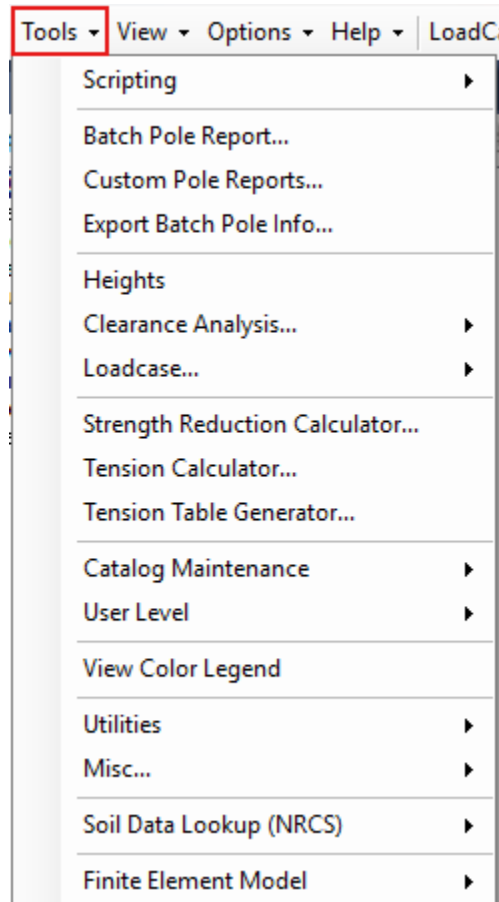 Tools View Options Help LoadCa
Scripting
Batch Pole Report...
Custom Pole Reports...
Export Batch Pole Info...
Heights
Clearance Analysis...
Loadcase...
Strength Reduction Calculator...
Tension Calculator...
Tension Table Generator...
Catalog Maintenance
User Level
View Color Legend
Utilities
Misc...
Soil Data Lookup (NRCS)
Finite Element Model